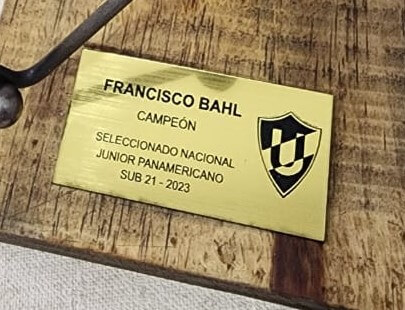 FRANCISCO BAHL
CAMPEÓN
SELECCIONADO NACIONAL
JUNIOR PANAMERICANO
SUB 21 - 2023
U